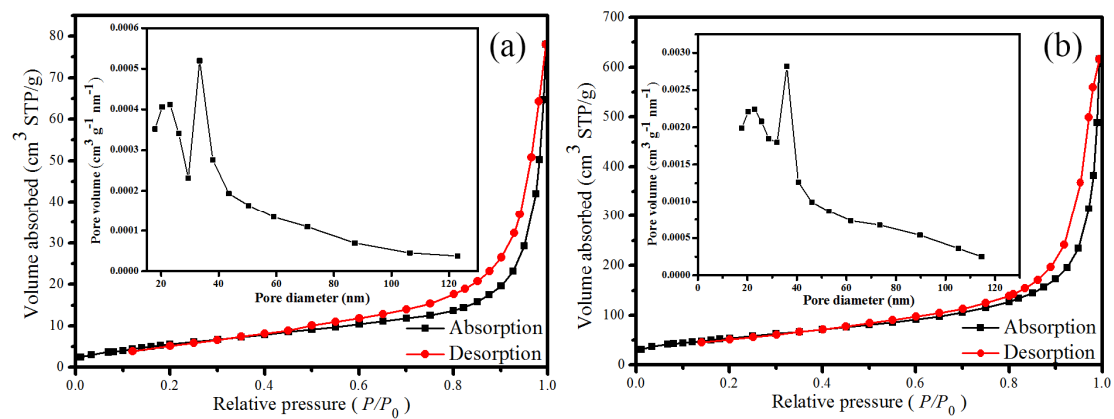 (a)
Volume absorbed (cm3 STP/g)
80
70
60
50
40
30
20
10
0
0.0 0.2 0.4 0.6 0.8 1.0
Relative pressure ( P/P0 )
Absorption
Desorption
Pore volume (cm3 g-1 nm-1)
0.0006
0.0005
0.0004
0.0003
0.0002
0.0001
0.0000
20 40 60 80 100 120
Pore diameter (nm)
(b)
Volume absorbed (cm3 STP/g)
700
600
500
400
300
200
100
0
0.0 0.2 0.4 0.6 0.8 1.0
Relative pressure ( P/P0 )
Absorption
Desorption
Pore volume (cm3 g-1 nm-1)
0.0030
0.0025
0.0020
0.0015
0.0010
0.0005
0.0000
0 20 40 60 80 100 120
Pore diameter (nm)